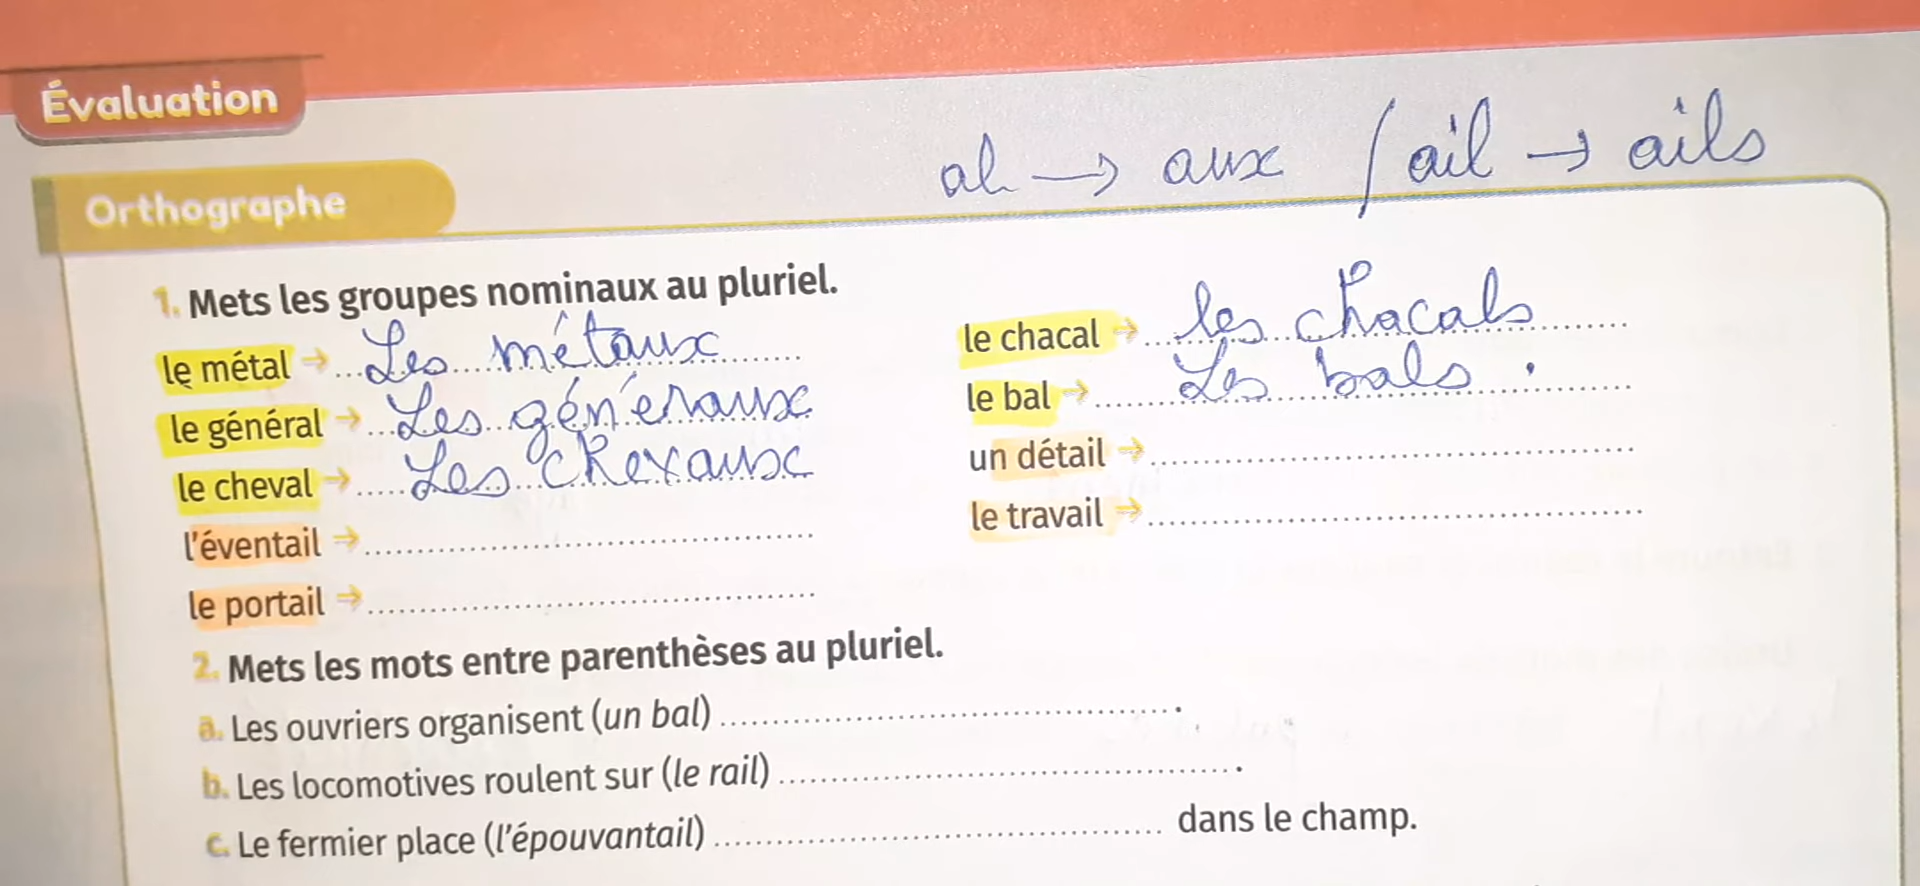 Évaluation
al → aux / ail → ails
Orthographe
1. Mets les groupes nominaux au pluriel.
le métal → Les métaux
le général → Les généraux
le cheval → Les chevaux
l'éventail → ..........
le portail → ..........
le chacal → les chacals
le bal → Les bals .
un détail → ..........
le travail → ..........
2. Mets les mots entre parenthèses au pluriel.
a. Les ouvriers organisent (un bal) .......... .
b. Les locomotives roulent sur (le rail) .......... .
c. Le fermier place (l'épouvantail) .......... dans le champ.